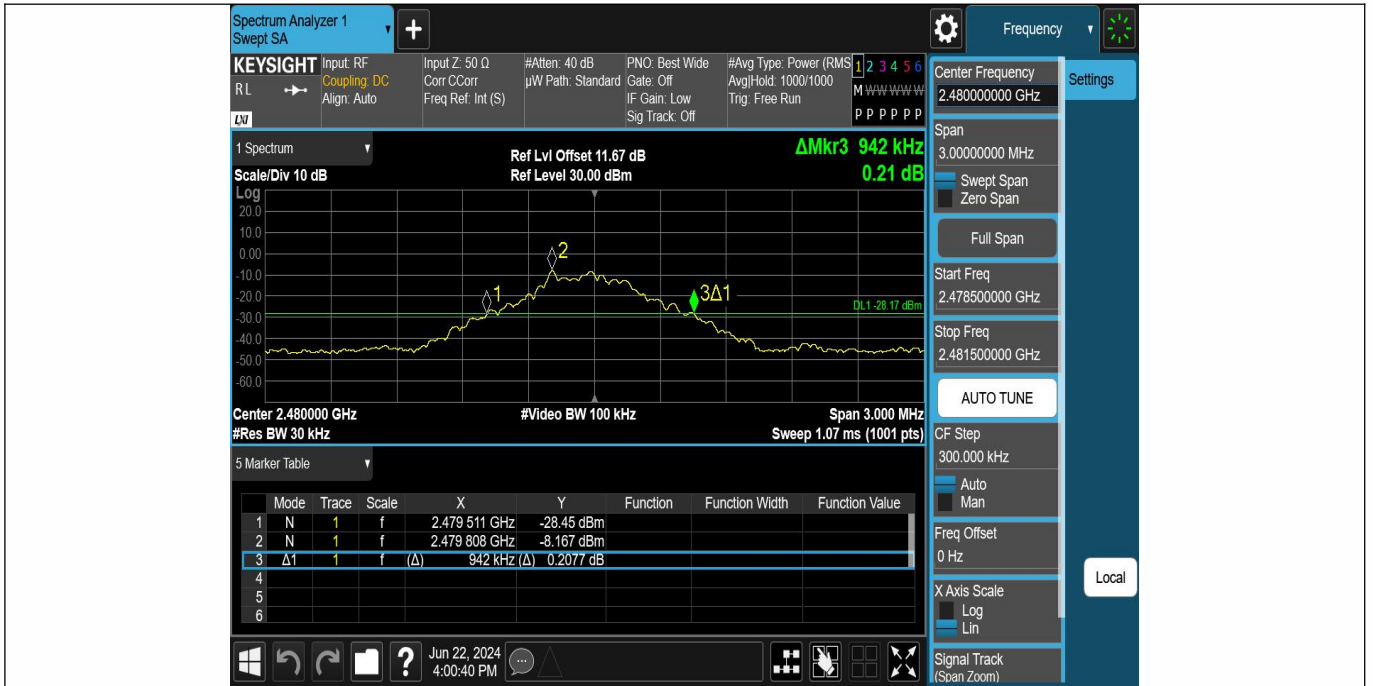 Spectrum Analyzer 1
Swept SA
+
Frequency
KEYSIGHT
R L
LXI
Input: RF
Coupling: DC
Align: Auto
Input Z: 50 Ω
Corr CCorr
Freq Ref: Int (S)
#Atten: 40 dB
µW Path: Standard
PNO: Best Wide
Gate: Off
IF Gain: Low
Sig Track: Off
#Avg Type: Power (RMS
Avg|Hold: 1000/1000
Trig: Free Run
1 2 3 4 5 6
M W W W W W
P P P P P P
1 Spectrum
Scale/Div 10 dB
Ref Lvl Offset 11.67 dB
Ref Level 30.00 dBm
ΔMkr3 942 kHz
0.21 dB
Log
20.0
10.0
0.00
-10.0
-20.0
-30.0
-40.0
-50.0
-60.0
2
1
3Δ1
DL1 -28.17 dBm
Center 2.480000 GHz
#Video BW 100 kHz
Span 3.000 MHz
#Res BW 30 kHz
Sweep 1.07 ms (1001 pts)
5 Marker Table
Mode Trace Scale X Y Function Function Width Function Value
1 N 1 f 2.479 511 GHz -28.45 dBm
2 N 1 f 2.479 808 GHz -8.167 dBm
3 Δ1 1 f (Δ) 942 kHz (Δ) 0.2077 dB
4
5
6
?
Jun 22, 2024
4:00:40 PM
Center Frequency
2.480000000 GHz
Settings
Span
3.00000000 MHz
Swept Span
Zero Span
Full Span
Start Freq
2.478500000 GHz
Stop Freq
2.481500000 GHz
AUTO TUNE
CF Step
300.000 kHz
Auto
Man
Freq Offset
0 Hz
Local
X Axis Scale
Log
Lin
Signal Track
(Span Zoom)